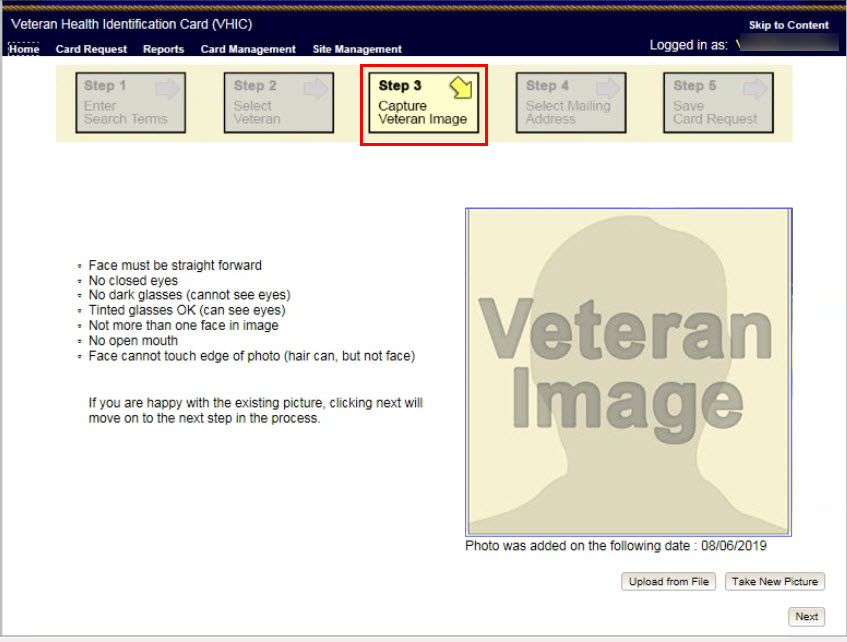 Veteran Health Identification Card (VHIC)
Skip to Content
Home Card Request Reports Card Management Site Management
Logged in as:
Step 1
Enter
Search Terms
Step 2
Select
Veteran
Step 3
Capture
Veteran Image
Step 4
Select Mailing
Address
Step 5
Save
Card Request
Face must be straight forward
No closed eyes
No dark glasses (cannot see eyes)
Tinted glasses OK (can see eyes)
Not more than one face in image
No open mouth
Face cannot touch edge of photo (hair can, but not face)
If you are happy with the existing picture, clicking next will
move on to the next step in the process.
Veteran
Image
Photo was added on the following date : 08/06/2019
Upload from File Take New Picture
Next